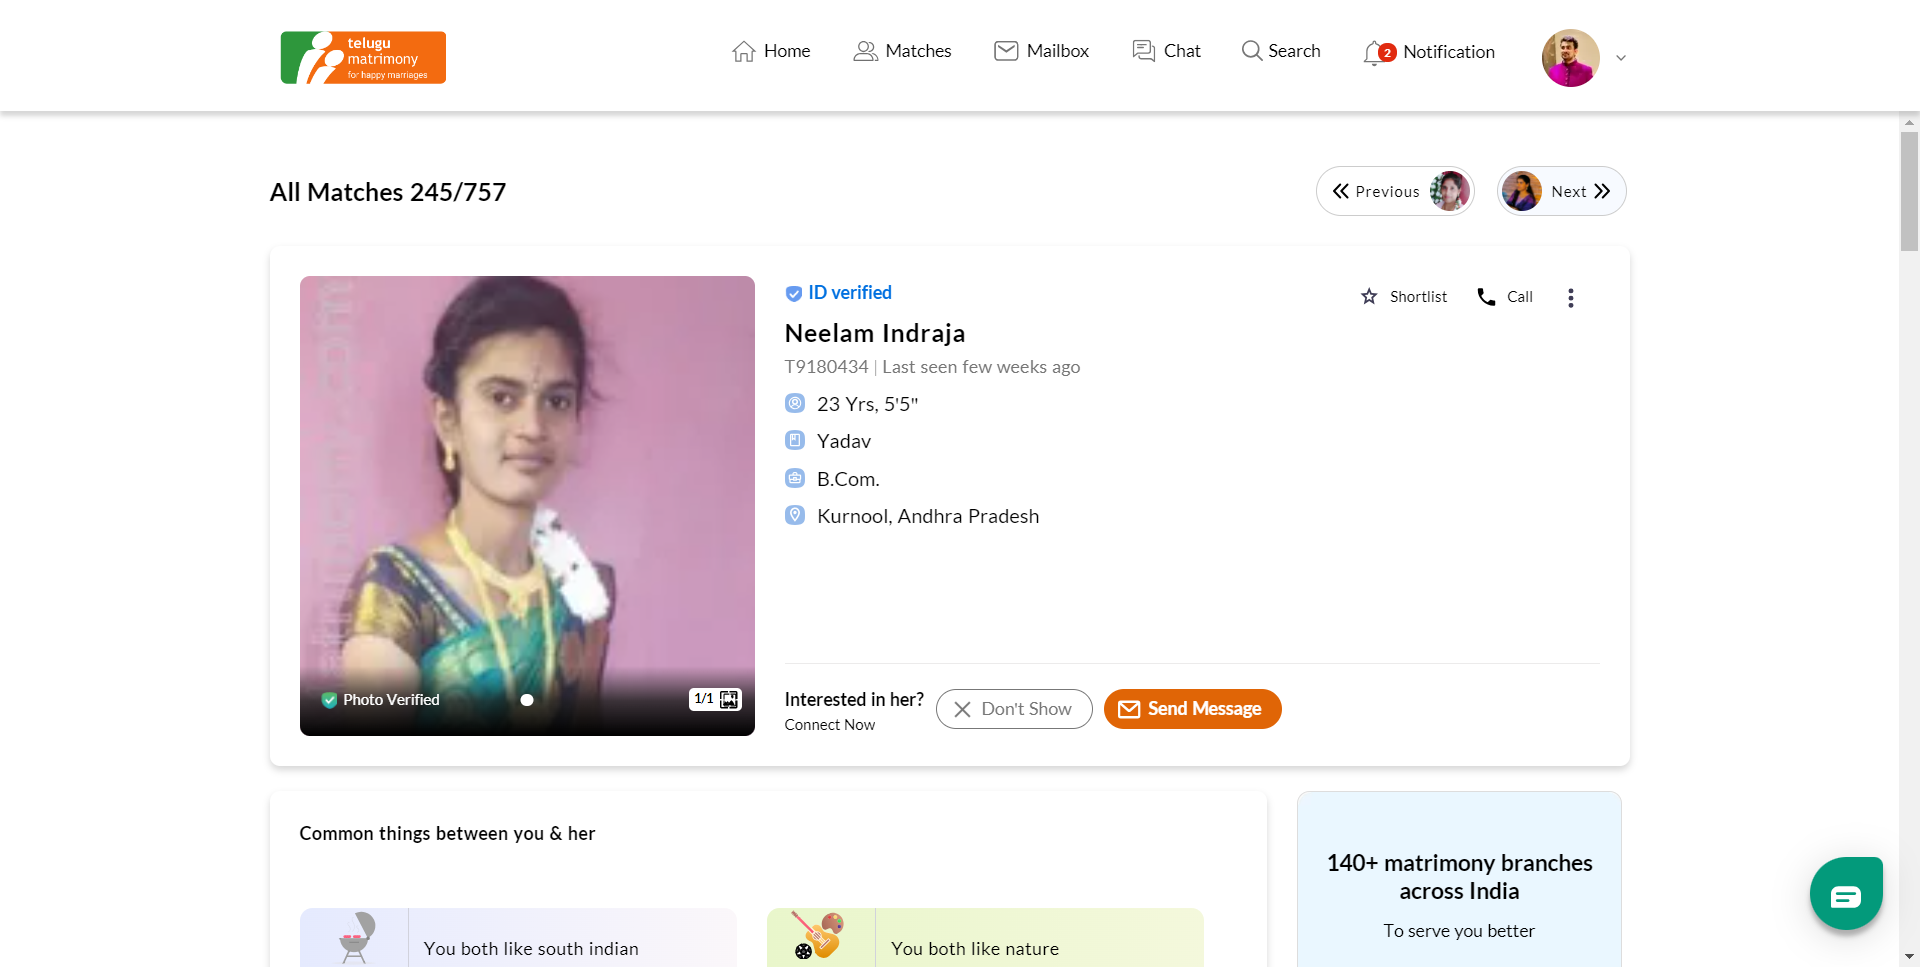 telugu
matrimony
for happy marriages
Home
Matches
Mailbox
Chat
Search
2
Notification
All Matches 245/757
Previous
Next
ID verified
Shortlist
Call
Neelam Indraja
T9180434 | Last seen few weeks ago
23 Yrs, 5'5"
Yadav
B.Com.
Kurnool, Andhra Pradesh
Photo Verified
1/1
Interested in her?
Connect Now
Don't Show
Send Message
Common things between you & her
You both like south indian
You both like nature
140+ matrimony branches
across India
To serve you better